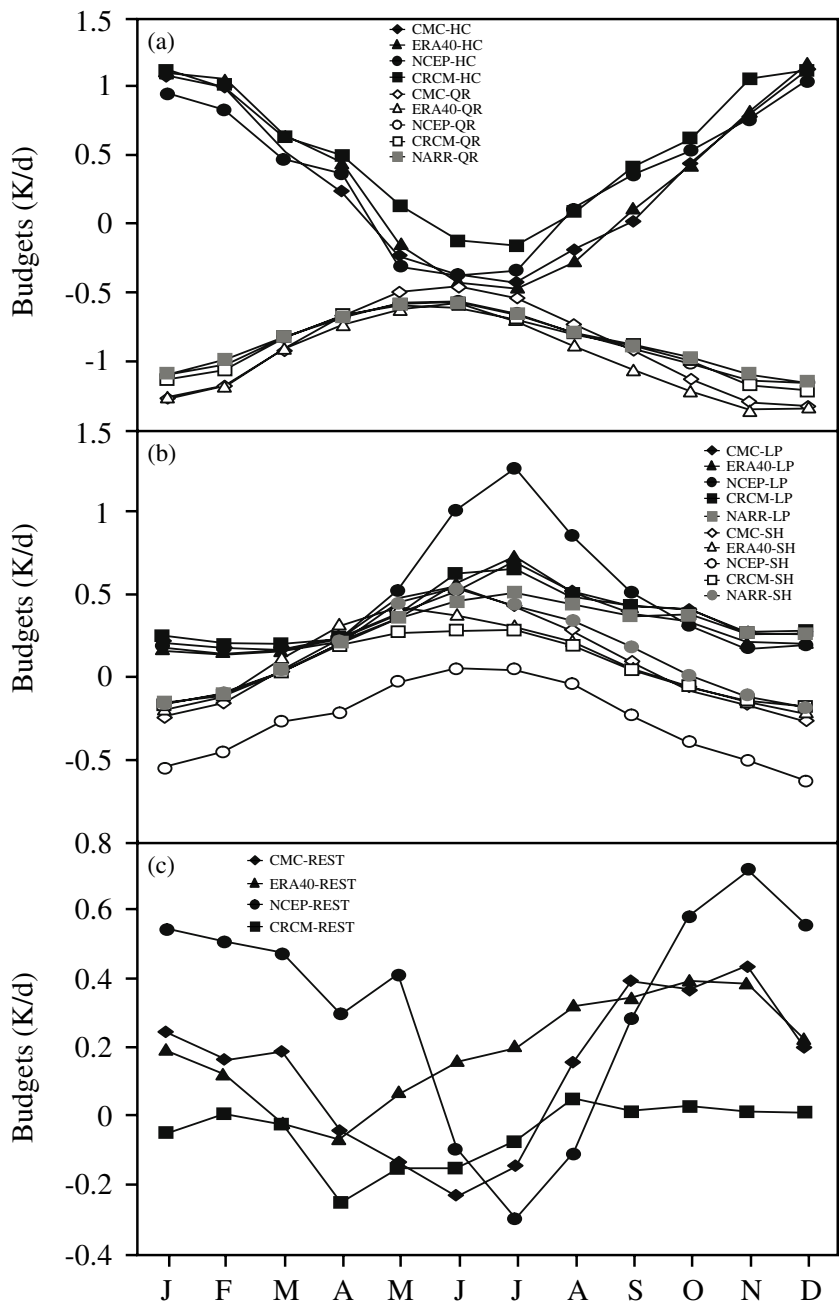 1.5
(a)
CMC-HC
ERA40-HC
NCEP-HC
CRCM-HC
CMC-QR
ERA40-QR
NCEP-QR
CRCM-QR
NARR-QR
1
0.5
0
-0.5
-1
Budgets (K/d)
1.5
(b)
CMC-LP
ERA40-LP
NCEP-LP
CRCM-LP
NARR-LP
CMC-SH
ERA40-SH
NCEP-SH
CRCM-SH
NARR-SH
1
0.5
0
-0.5
Budgets (K/d)
0.8
(c)
CMC-REST
ERA40-REST
NCEP-REST
CRCM-REST
0.6
0.4
0.2
0
-0.2
-0.4
Budgets (K/d)
J F M A M J J A S O N D